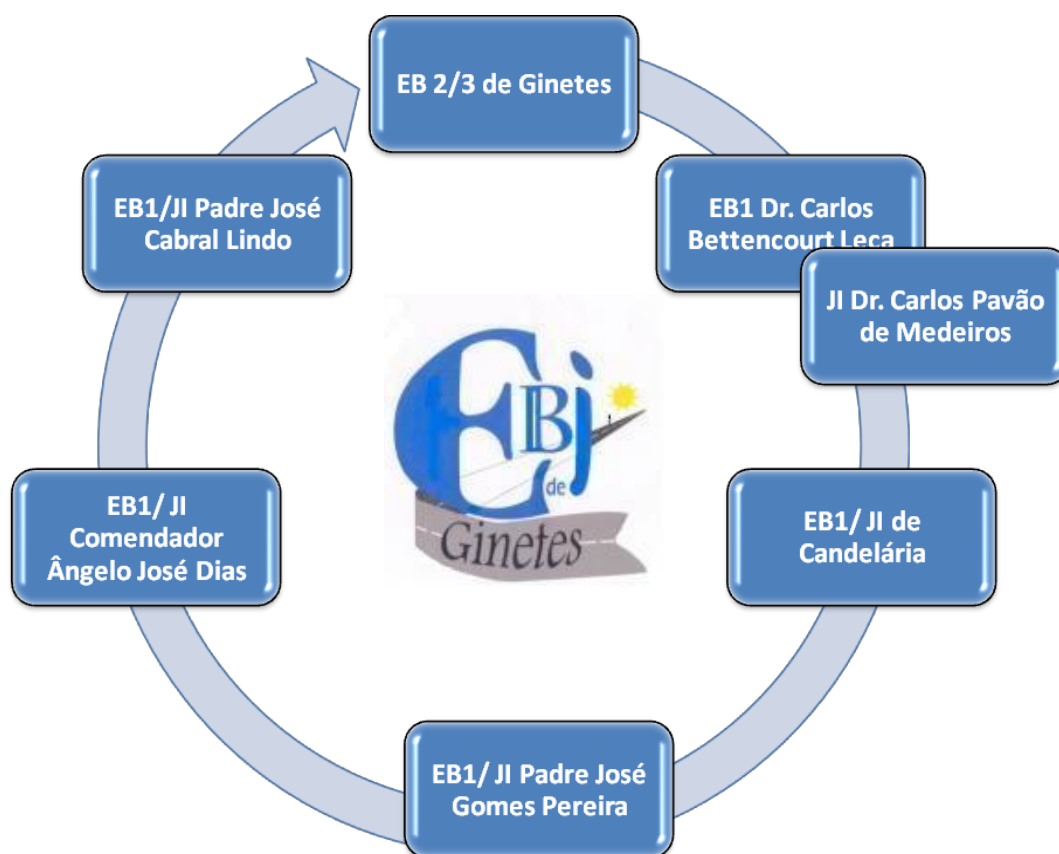 EB 2/3 de Ginetes
EB1 Dr. Carlos
Bettencourt Leça
JI Dr. Carlos Pavão
de Medeiros
EB1/ JI de
Candelária
EB1/ JI Padre José
Gomes Pereira
EB1/ JI
Comendador
Ângelo José Dias
EB1/JI Padre José
Cabral Lindo
EBj
de
Ginetes